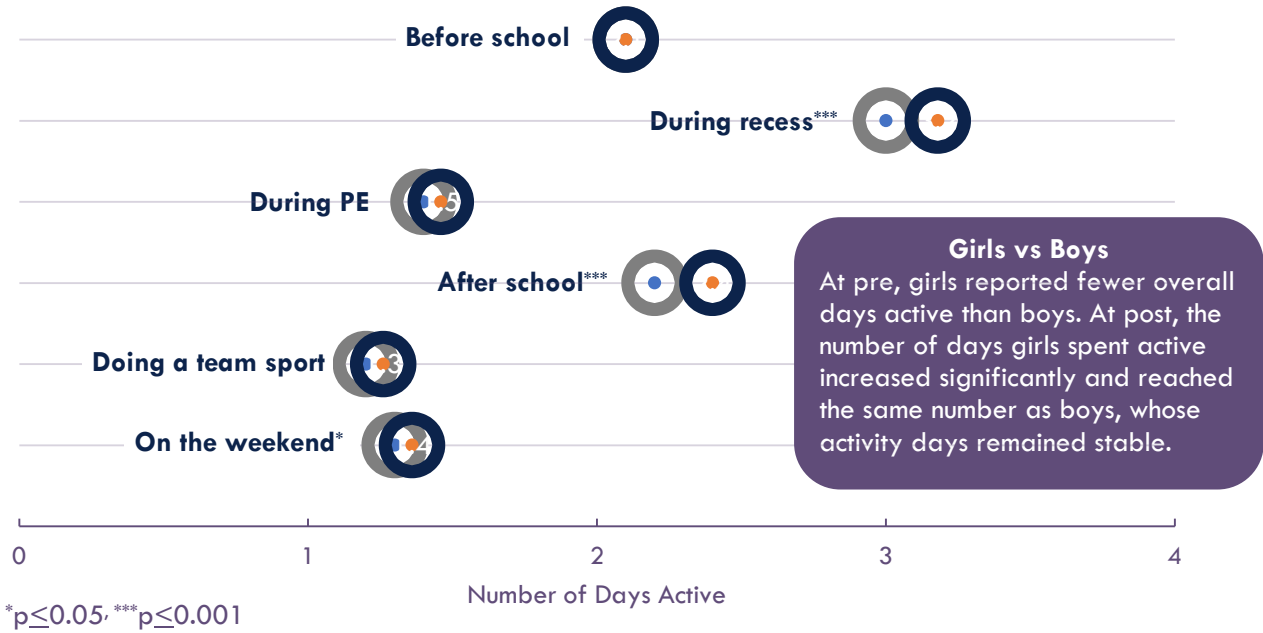 Before school
During recess***
During PE
5
After school***
Doing a team sport
3
On the weekend*
Girls vs Boys
At pre, girls reported fewer overall
days active than boys. At post, the
number of days girls spent active
increased significantly and reached
the same number as boys, whose
activity days remained stable.
0 1 2 3 4
Number of Days Active
*p≤0.05, ***p≤0.001